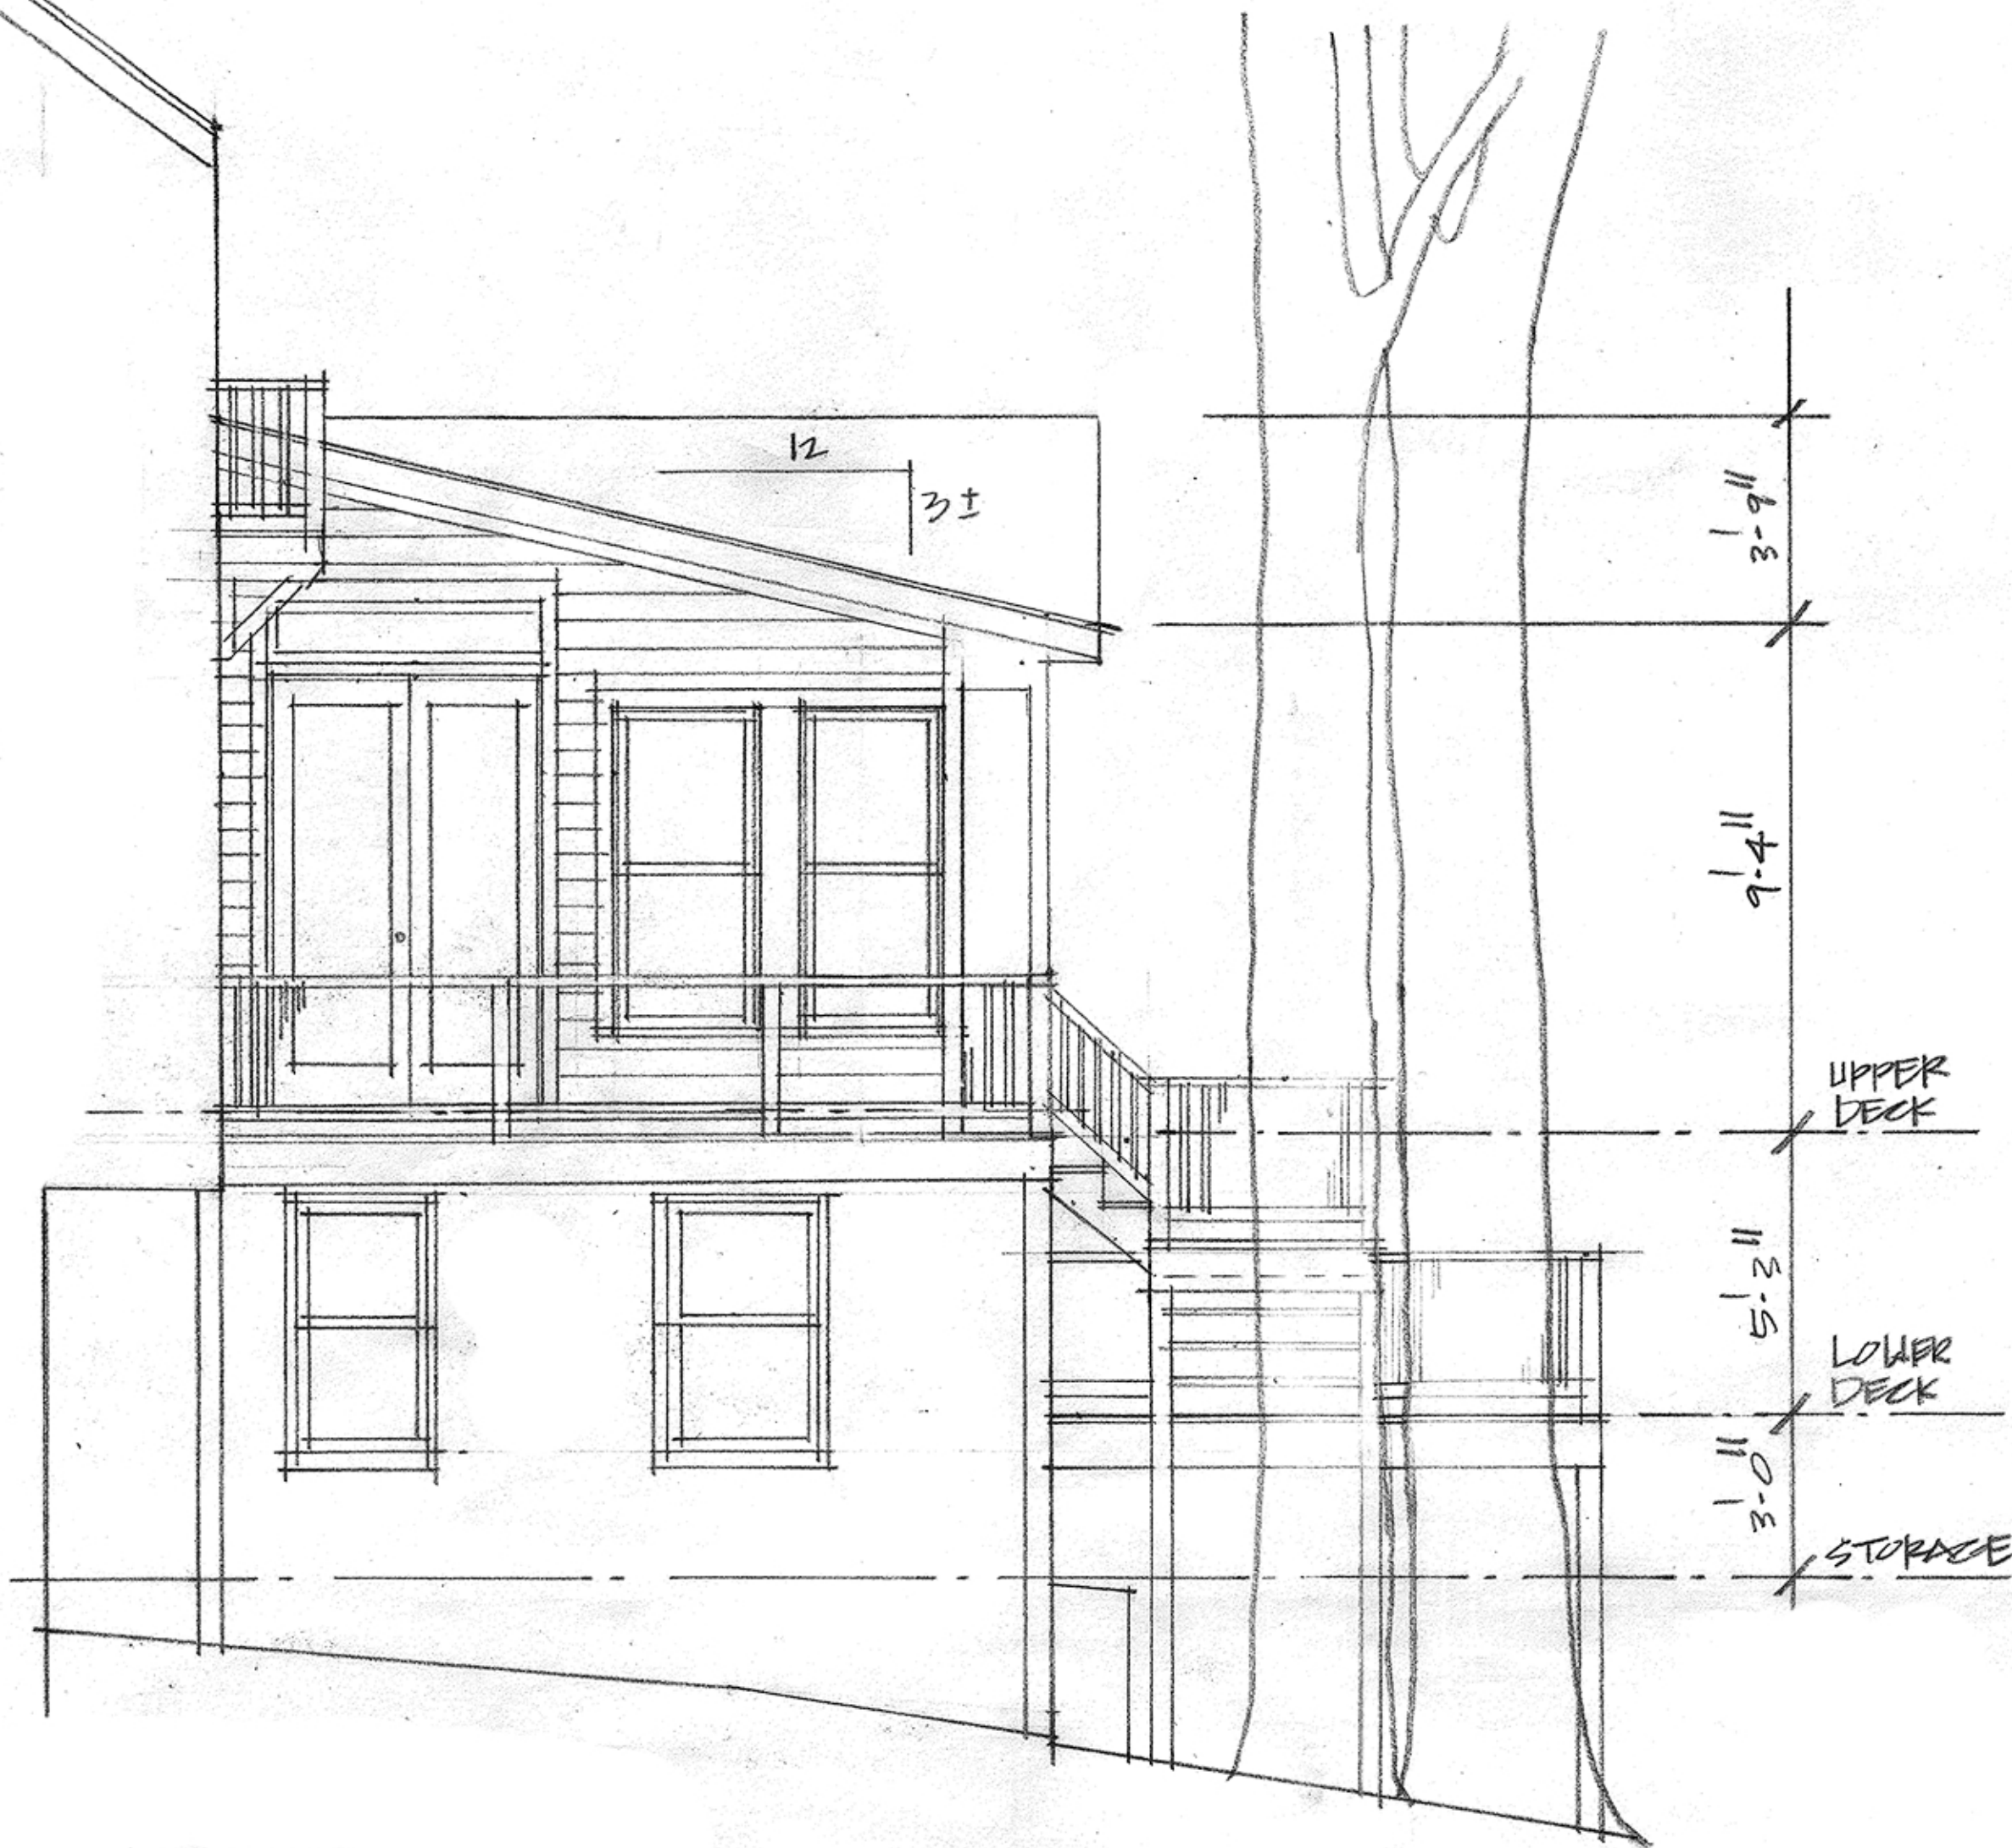 12
3±
3'-9"
9'-4"
UPPER
DECK
5'-3"
LOWER
DECK
3'-0"
STORAGE